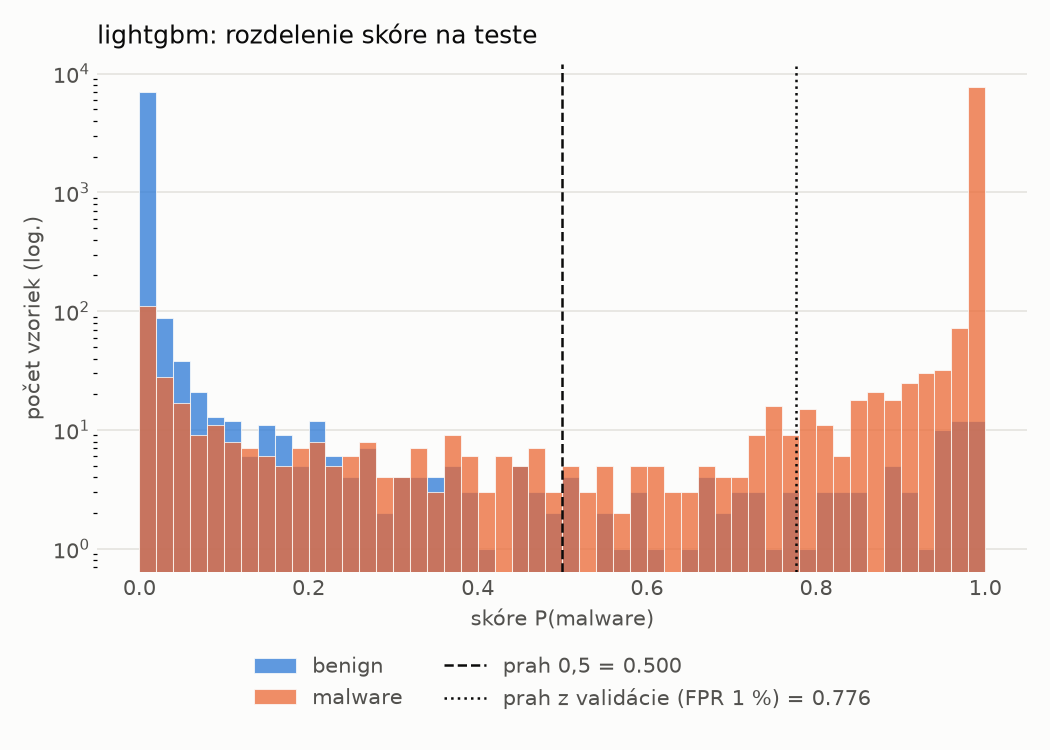 lightgbm: rozdelenie skóre na teste
10⁴
10³
10²
10¹
10⁰
počet vzoriek (log.)
0.0 0.2 0.4 0.6 0.8 1.0
skóre P(malware)
benign
malware
prah 0,5 = 0.500
prah z validácie (FPR 1 %) = 0.776